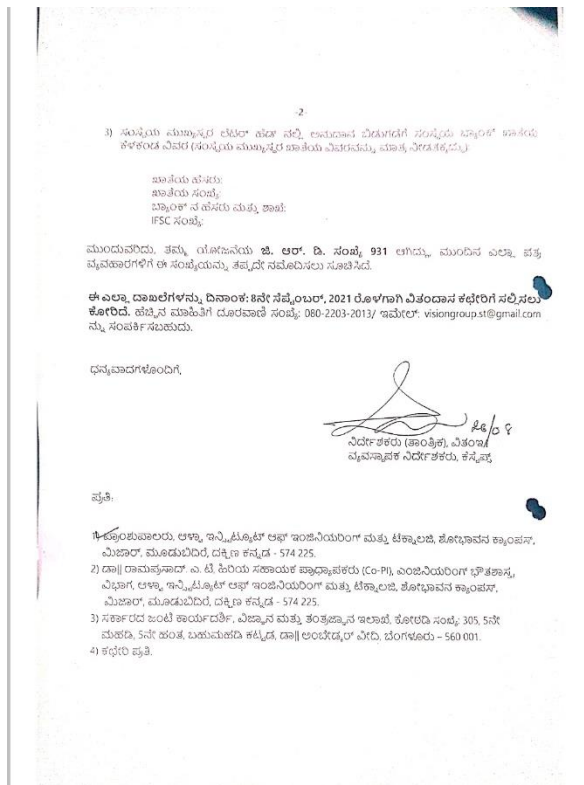 -2-
3) ಸಂಸ್ಥೆಯ ಮುಖ್ಯಸ್ಥರ ಲೆಟರ್ ಹೆಡ್ ನಲ್ಲಿ ಅನುದಾನ ಬಿಡುಗಡೆಗೆ ಸಂಸ್ಥೆಯ ಬ್ಯಾಂಕ್ ಖಾತೆಯ
ಕೆಳಕಂಡ ವಿವರ (ಸಂಸ್ಥೆಯ ಮುಖ್ಯಸ್ಥರ ಖಾತೆಯ ವಿವರವನ್ನು ಮಾತ್ರ ನೀಡತಕ್ಕದ್ದು)
ಖಾತೆಯ ಹೆಸರು:
ಖಾತೆಯ ಸಂಖ್ಯೆ:
ಬ್ಯಾಂಕ್ ನ ಹೆಸರು ಮತ್ತು ಶಾಖೆ:
IFSC ಸಂಖ್ಯೆ:
ಮುಂದುವರಿದು, ತಮ್ಮ ಯೋಜನೆಯ ಜಿ. ಆರ್. ಡಿ. ಸಂಖ್ಯೆ 931 ಆಗಿದ್ದು, ಮುಂದಿನ ಎಲ್ಲಾ ಪತ್ರ
ವ್ಯವಹಾರಗಳಿಗೆ ಈ ಸಂಖ್ಯೆಯನ್ನು ತಪ್ಪದೇ ನಮೂದಿಸಲು ಸೂಚಿಸಿದೆ.
ಈ ಎಲ್ಲಾ ದಾಖಲೆಗಳನ್ನು ದಿನಾಂಕ: 8ನೇ ಸೆಪ್ಟೆಂಬರ್, 2021 ರೊಳಗಾಗಿ ವಿತಂದಾಸ ಕಛೇರಿಗೆ ಸಲ್ಲಿಸಲು
ಕೋರಿದೆ. ಹೆಚ್ಚಿನ ಮಾಹಿತಿಗೆ ದೂರವಾಣಿ ಸಂಖ್ಯೆ: 080-2203-2013/ ಇಮೇಲ್: visiongroup.st@gmail.com
ನ್ನು ಸಂಪರ್ಕಿಸಬಹುದು.
ಧನ್ಯವಾದಗಳೊಂದಿಗೆ,
26/08
ನಿರ್ದೇಶಕರು (ತಾಂತ್ರಿಕ), ವಿತಂಇ/
ವ್ಯವಸ್ಥಾಪಕ ನಿರ್ದೇಶಕರು, ಕಸ್ಟೆಪ್ಸ್
ಪ್ರತಿ:
1) ಪ್ರಾಂಶುಪಾಲರು, ಆಳ್ವಾ ಇನ್ಸ್ಟಿಟ್ಯೂಟ್ ಆಫ್ ಇಂಜಿನಿಯರಿಂಗ್ ಮತ್ತು ಟೆಕ್ನಾಲಜಿ, ಶೋಭಾವನ ಕ್ಯಾಂಪಸ್,
ಮಿಜಾರ್, ಮೂಡುಬಿದಿರೆ, ದಕ್ಷಿಣ ಕನ್ನಡ - 574 225.
2) ಡಾ|| ರಾಮಪ್ರಸಾದ್. ಎ. ಟಿ. ಹಿರಿಯ ಸಹಾಯಕ ಪ್ರಾಧ್ಯಾಪಕರು (Co-PI), ಎಂಜಿನಿಯರಿಂಗ್ ಭೌತಶಾಸ್ತ್ರ
ವಿಭಾಗ, ಆಳ್ವಾ ಇನ್ಸ್ಟಿಟ್ಯೂಟ್ ಆಫ್ ಇಂಜಿನಿಯರಿಂಗ್ ಮತ್ತು ಟೆಕ್ನಾಲಜಿ, ಶೋಭಾವನ ಕ್ಯಾಂಪಸ್,
ಮಿಜಾರ್, ಮೂಡುಬಿದಿರೆ, ದಕ್ಷಿಣ ಕನ್ನಡ - 574 225.
3) ಸರ್ಕಾರದ ಜಂಟಿ ಕಾರ್ಯದರ್ಶಿ, ವಿಜ್ಞಾನ ಮತ್ತು ತಂತ್ರಜ್ಞಾನ ಇಲಾಖೆ, ಕೋಠಡಿ ಸಂಖ್ಯೆ: 305, 5ನೇ
ಮಹಡಿ, 5ನೇ ಹಂತ, ಬಹುಮಹಡಿ ಕಟ್ಟಡ, ಡಾ|| ಅಂಬೇಡ್ಕರ್ ವೀದಿ, ಬೆಂಗಳೂರು – 560 001.
4) ಕಛೇರಿ ಪ್ರತಿ.